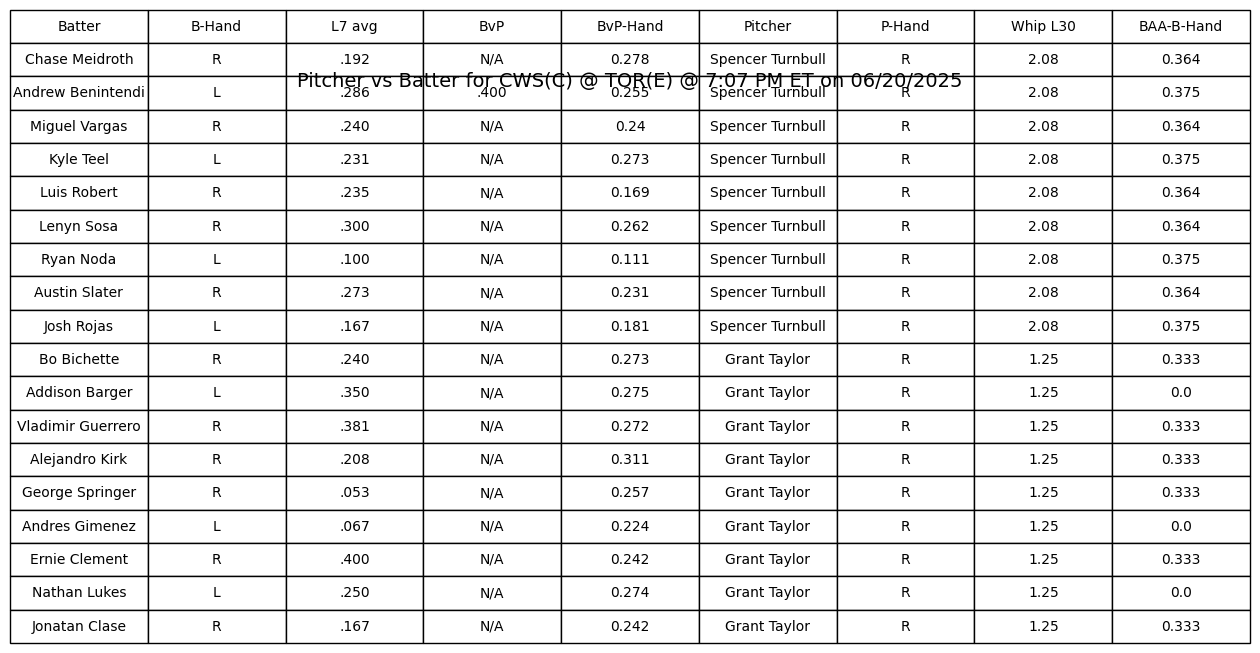 Batter B-Hand L7 avg BvP BvP-Hand Pitcher P-Hand Whip L30 BAA-B-Hand
Chase Meidroth R .192 N/A 0.278 Spencer Turnbull R 2.08 0.364
Pitcher vs Batter for CWS(C) @ TOR(E) @ 7:07 PM ET on 06/20/2025
Andrew Benintendi L .286 .400 0.255 Spencer Turnbull R 2.08 0.375
Miguel Vargas R .240 N/A 0.24 Spencer Turnbull R 2.08 0.364
Kyle Teel L .231 N/A 0.273 Spencer Turnbull R 2.08 0.375
Luis Robert R .235 N/A 0.169 Spencer Turnbull R 2.08 0.364
Lenyn Sosa R .300 N/A 0.262 Spencer Turnbull R 2.08 0.364
Ryan Noda L .100 N/A 0.111 Spencer Turnbull R 2.08 0.375
Austin Slater R .273 N/A 0.231 Spencer Turnbull R 2.08 0.364
Josh Rojas L .167 N/A 0.181 Spencer Turnbull R 2.08 0.375
Bo Bichette R .240 N/A 0.273 Grant Taylor R 1.25 0.333
Addison Barger L .350 N/A 0.275 Grant Taylor R 1.25 0.0
Vladimir Guerrero R .381 N/A 0.272 Grant Taylor R 1.25 0.333
Alejandro Kirk R .208 N/A 0.311 Grant Taylor R 1.25 0.333
George Springer R .053 N/A 0.257 Grant Taylor R 1.25 0.333
Andres Gimenez L .067 N/A 0.224 Grant Taylor R 1.25 0.0
Ernie Clement R .400 N/A 0.242 Grant Taylor R 1.25 0.333
Nathan Lukes L .250 N/A 0.274 Grant Taylor R 1.25 0.0
Jonatan Clase R .167 N/A 0.242 Grant Taylor R 1.25 0.333